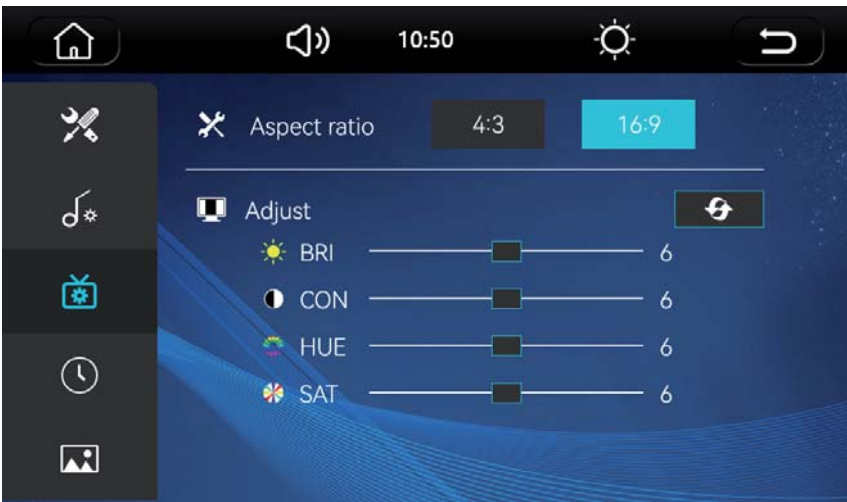 10:50
Aspect ratio 4:3 16:9
Adjust
BRI 6
CON 6
HUE 6
SAT 6